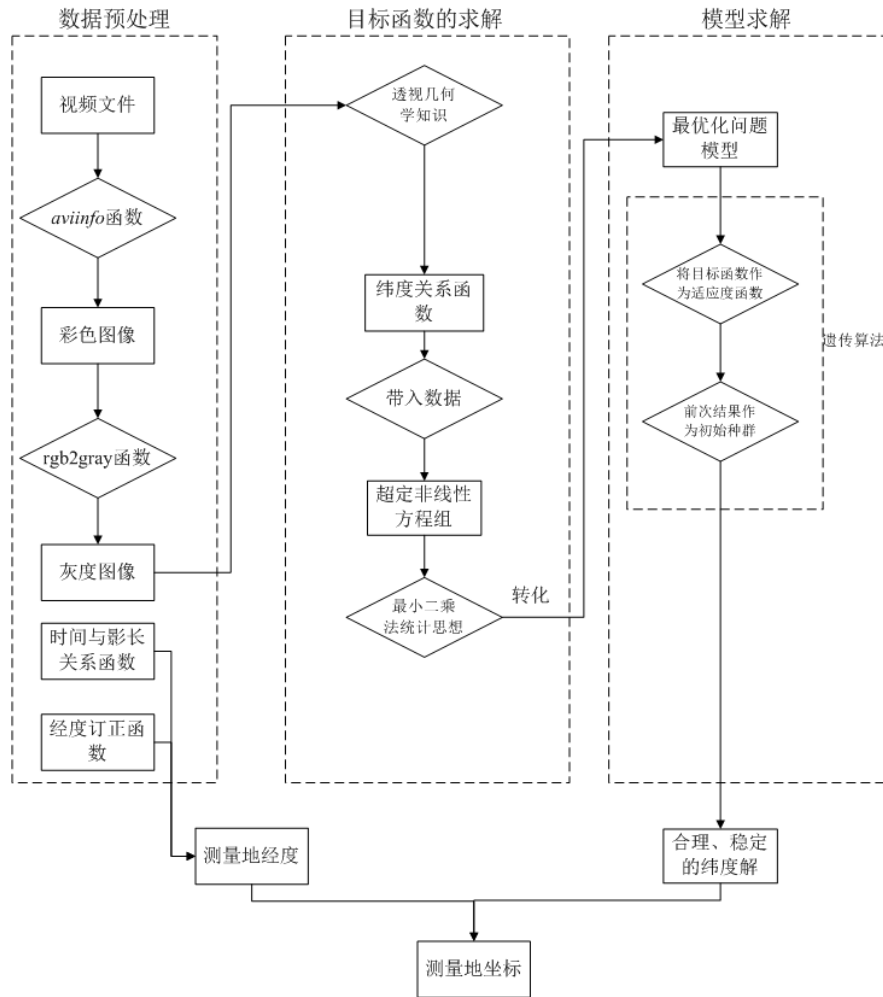 数据预处理
视频文件
aviinfo函数
彩色图像
rgb2gray函数
灰度图像
时间与影长
关系函数
经度订正函
数
目标函数的求解
透视几何
学知识
纬度关系函
数
带入数据
超定非线性
方程组
最小二乘
法统计思想
转化
模型求解
最优化问题
模型
将目标函数作
为适应度函数
前次结果作
为初始种群
遗传算法
测量地经度
合理、稳定
的纬度解
测量地坐标